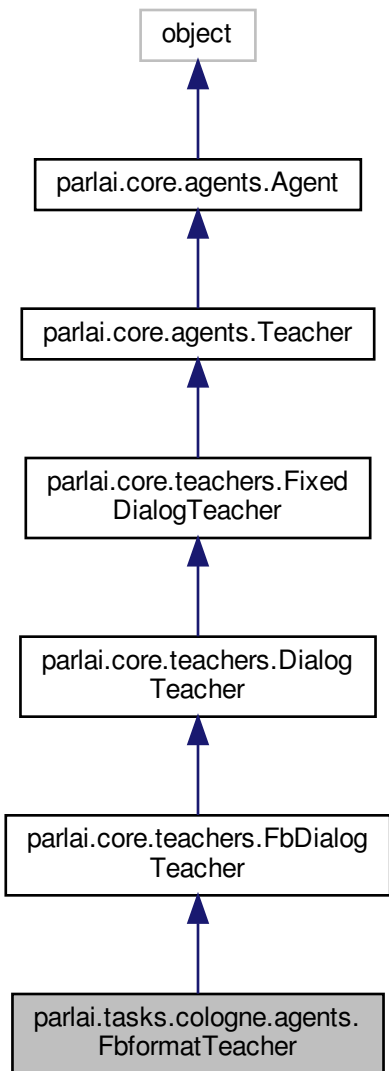 object
parlai.core.agents.Agent
parlai.core.agents.Teacher
parlai.core.teachers.Fixed
DialogTeacher
parlai.core.teachers.Dialog
Teacher
parlai.core.teachers.FbDialog
Teacher
parlai.tasks.cologne.agents.
FbformatTeacher